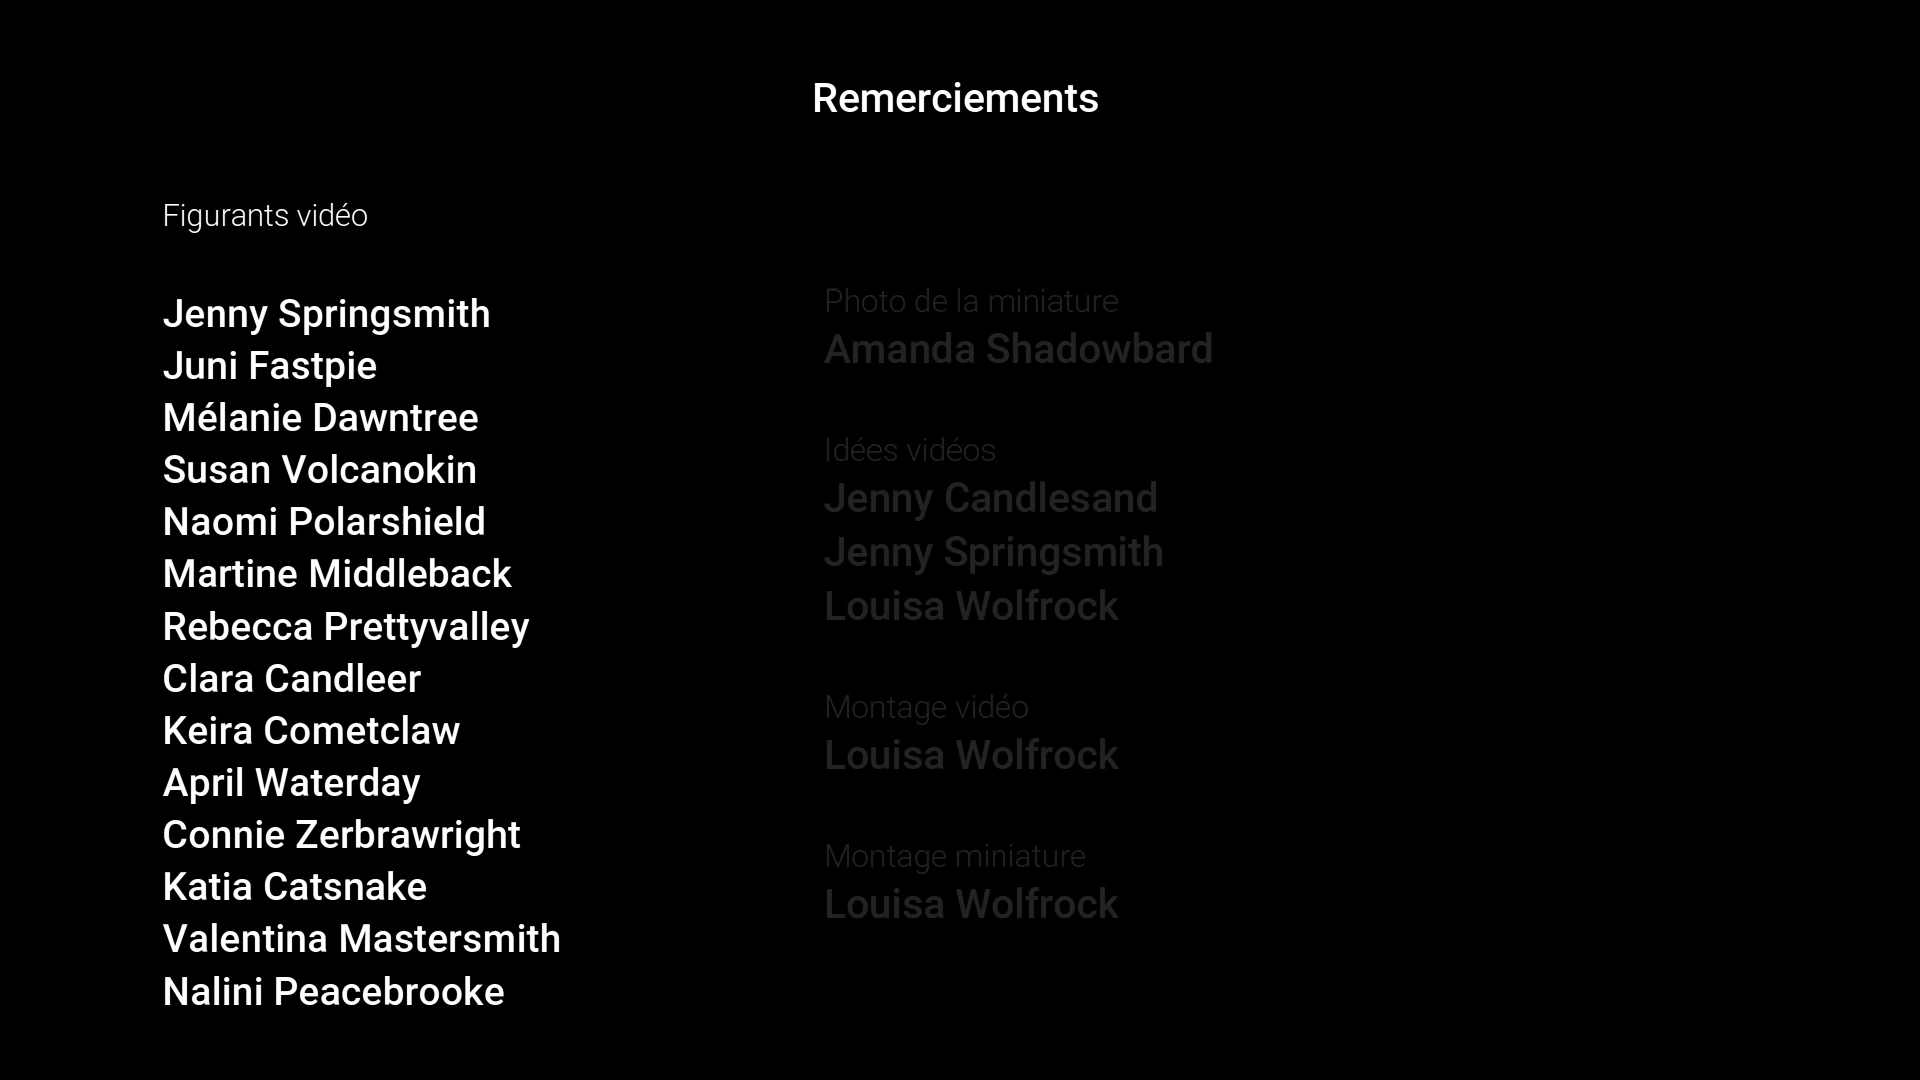 Remerciements
Figurants vidéo
Jenny Springsmith
Juni Fastpie
Mélanie Dawntree
Susan Volcanokin
Naomi Polarshield
Martine Middleback
Rebecca Prettyvalley
Clara Candleer
Keira Cometclaw
April Waterday
Connie Zerbrawright
Katia Catsnake
Valentina Mastersmith
Nalini Peacebrooke
Photo de la miniature
Amanda Shadowbard
Idées vidéos
Jenny Candlesand
Jenny Springsmith
Louisa Wolfrock
Montage vidéo
Louisa Wolfrock
Montage miniature
Louisa Wolfrock